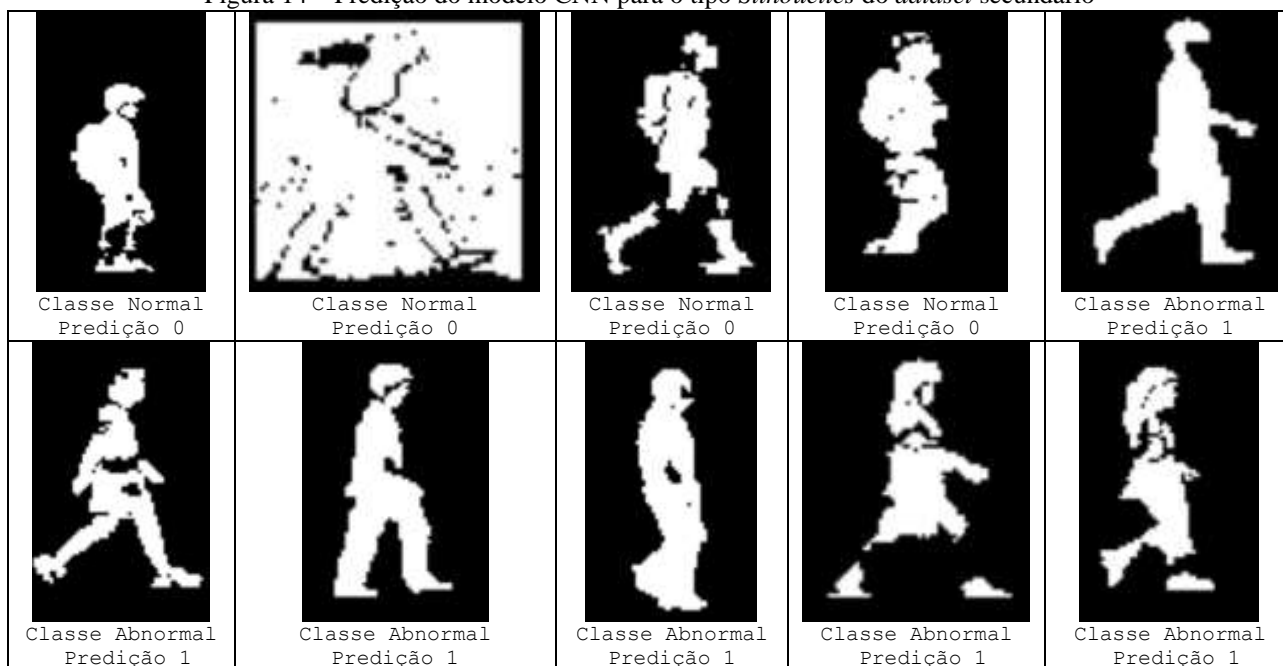 Figura 14 – Predição do modelo CNN para o tipo Silhouettes do dataset secundário
Classe Normal
Predição 0
Classe Normal
Predição 0
Classe Normal
Predição 0
Classe Normal
Predição 0
Classe Abnormal
Predição 1
Classe Abnormal
Predição 1
Classe Abnormal
Predição 1
Classe Abnormal
Predição 1
Classe Abnormal
Predição 1
Classe Abnormal
Predição 1